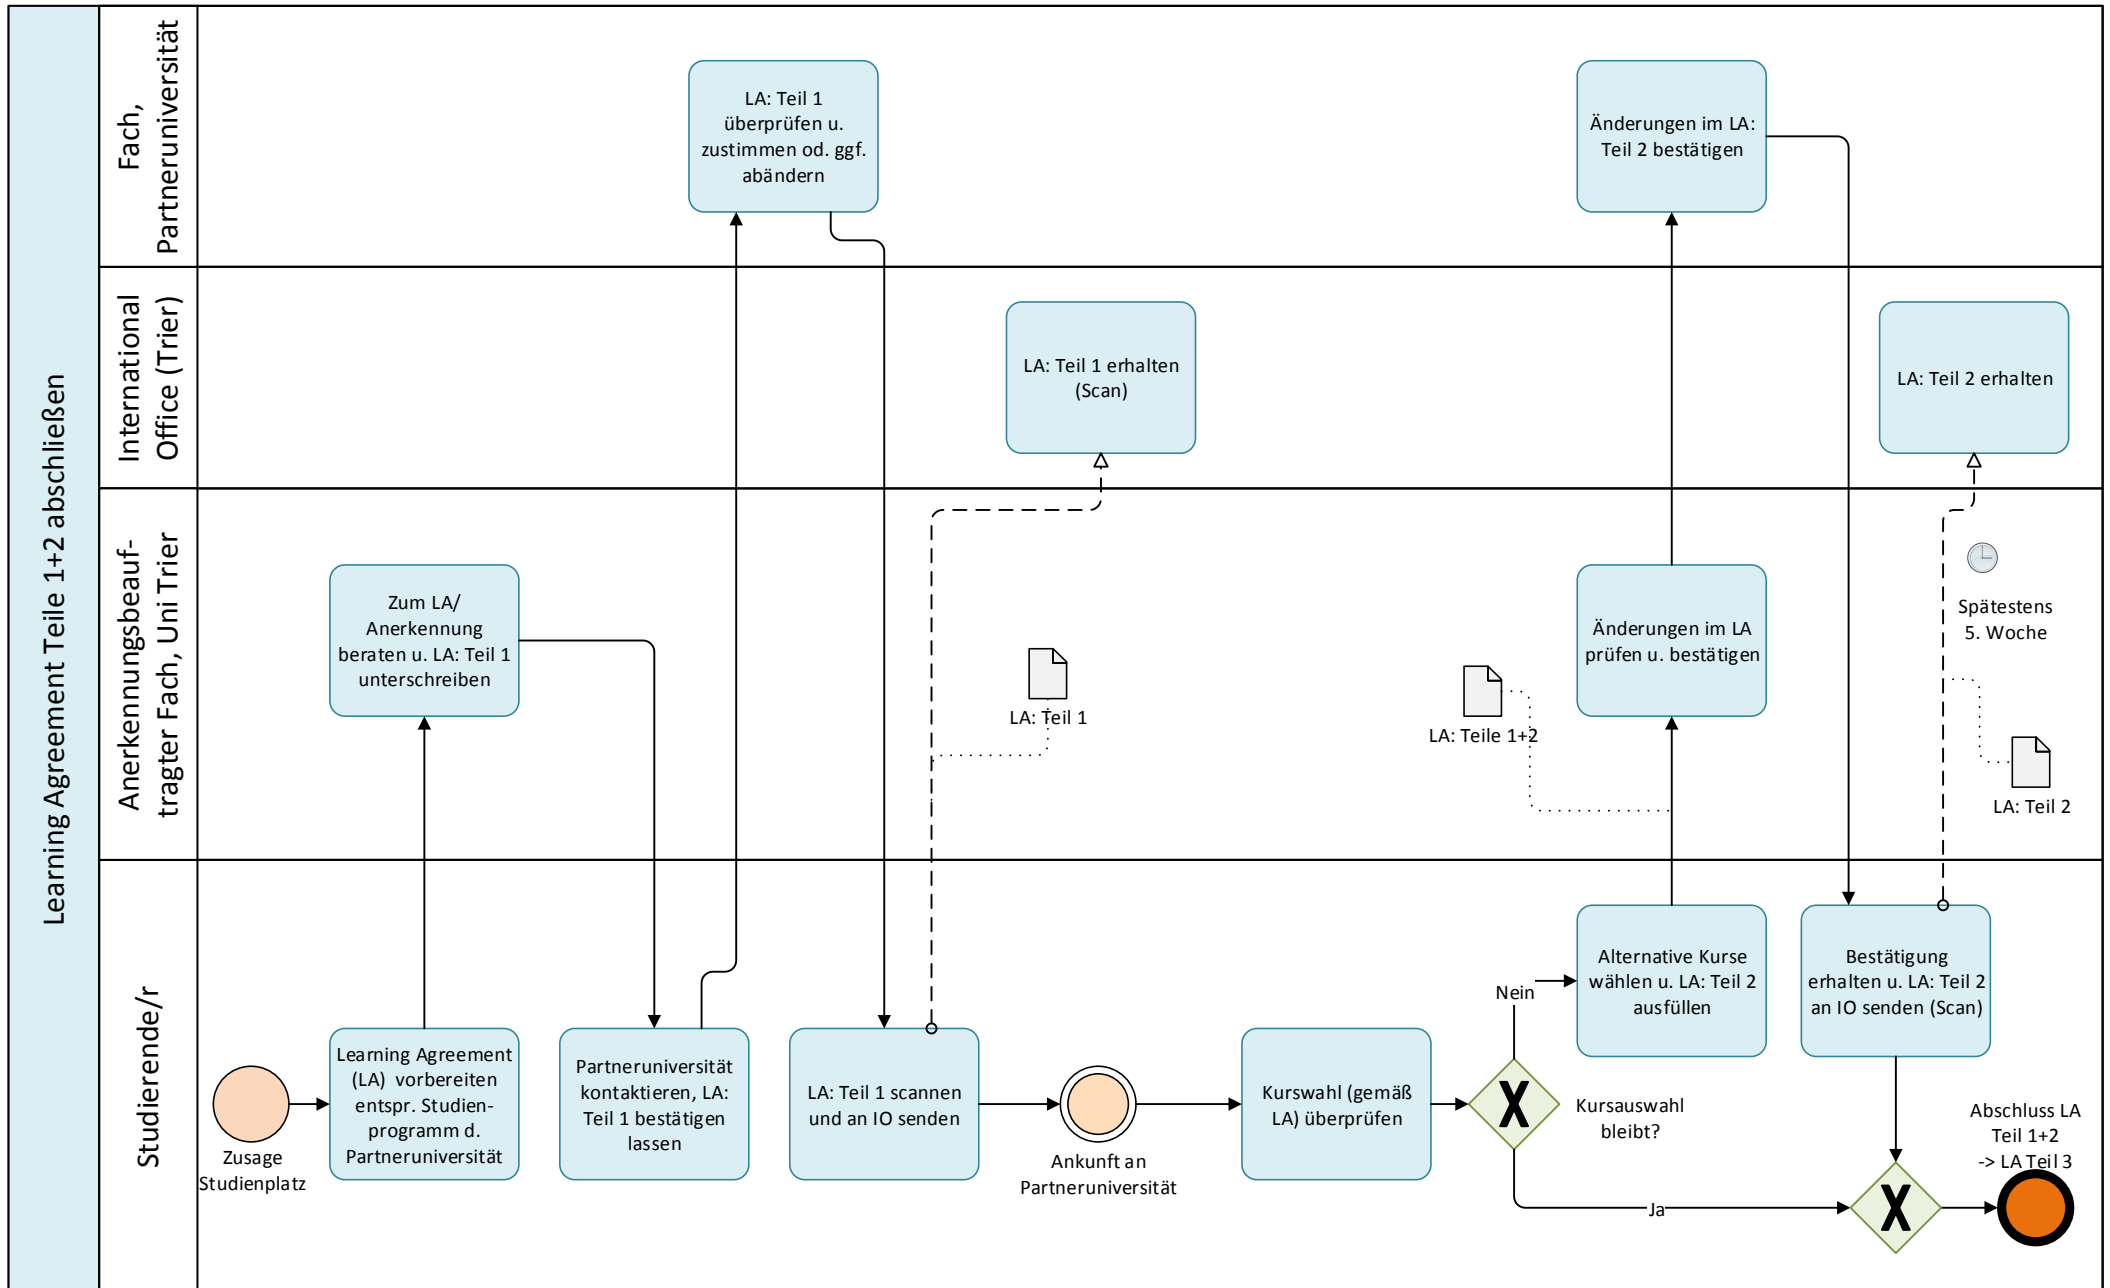 Learning Agreement Teile 1+2 abschließen
Fach,
Partneruniversität
LA: Teil 1
überprüfen u.
zustimmen od. ggf.
abändern
Änderungen im LA:
Teil 2 bestätigen
International
Office (Trier)
LA: Teil 1 erhalten
(Scan)
LA: Teil 2 erhalten
Anerkennungsbeauf-
tragter Fach, Uni Trier
Zum LA/
Anerkennung
beraten u. LA: Teil 1
unterschreiben
LA: Teil 1
LA: Teile 1+2
Änderungen im LA
prüfen u. bestätigen
Spätestens
5. Woche
LA: Teil 2
Studierende/r
Zusage
Studienplatz
Learning Agreement
(LA) vorbereiten
entspr. Studien-
programm d.
Partneruniversität
Partneruniversität
kontaktieren, LA:
Teil 1 bestätigen
lassen
LA: Teil 1 scannen
und an IO senden
Ankunft an
Partneruniversität
Kurswahl (gemäß
LA) überprüfen
X
Kursauswahl
bleibt?
Nein
Alternative Kurse
wählen u. LA: Teil 2
ausfüllen
Bestätigung
erhalten u. LA: Teil 2
an IO senden (Scan)
Ja
X
Abschluss LA
Teil 1+2
-> LA Teil 3